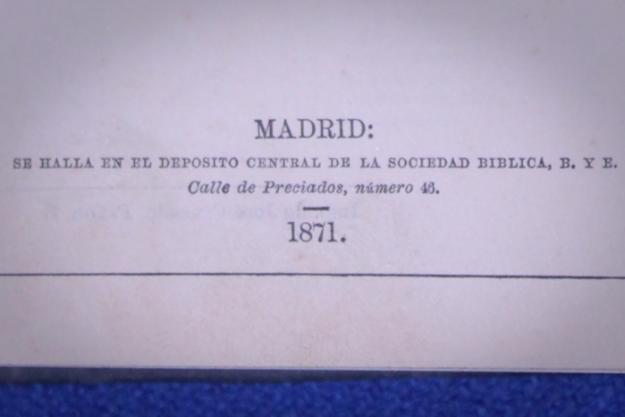 MADRID:
SE HALLA EN EL DEPOSITO CENTRAL DE LA SOCIEDAD BIBLICA, B. Y E.
Calle de Preciados, número 46.
1871.